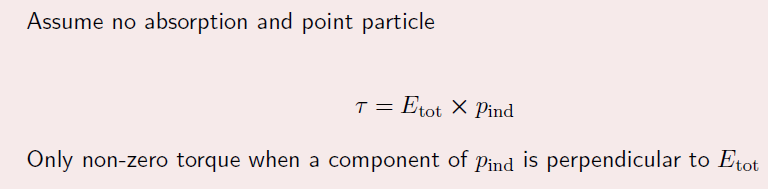 Assume no absorption and point particle
τ = E_tot × p_ind
Only non-zero torque when a component of p_ind is perpendicular to E_tot